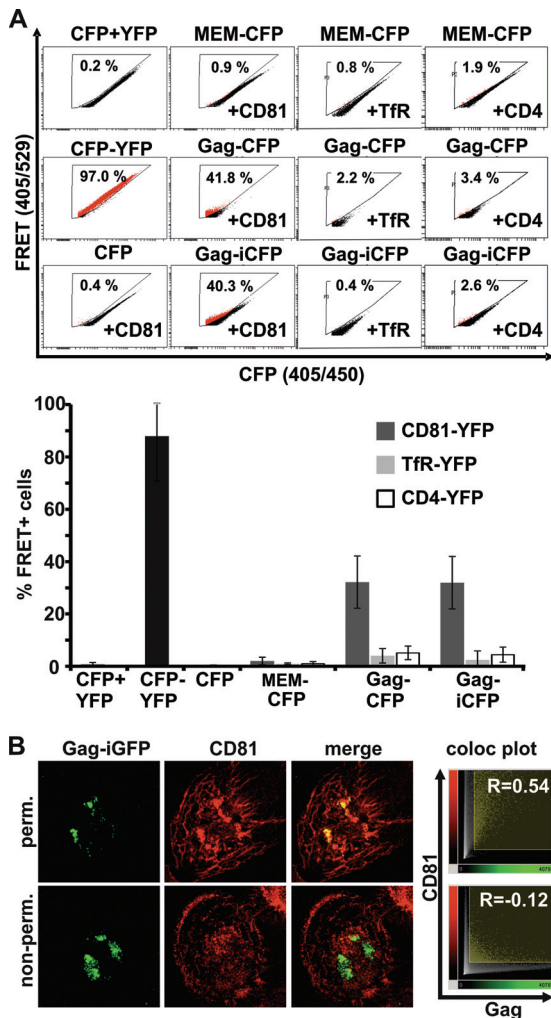 A
CFP+YFP MEM-CFP MEM-CFP MEM-CFP
0.2 % 0.9 % 0.8 % 1.9 %
+CD81 +TfR +CD4
CFP-YFP Gag-CFP Gag-CFP Gag-CFP
97.0 % 41.8 % 2.2 % 3.4 %
+CD81 +TfR +CD4
CFP Gag-iCFP Gag-iCFP Gag-iCFP
0.4 % 40.3 % 0.4 % 2.6 %
+CD81 +CD81 +TfR +CD4
FRET (405/529)
CFP (405/450)
% FRET+ cells
100
80
60
40
20
0
CD81-YFP
TfR-YFP
CD4-YFP
CFP+ CFP- CFP MEM- Gag- Gag-
YFP YFP CFP CFP iCFP
B
Gag-iGFP CD81 merge coloc plot
perm.
R=0.54
non-perm.
R=-0.12
CD81
Gag